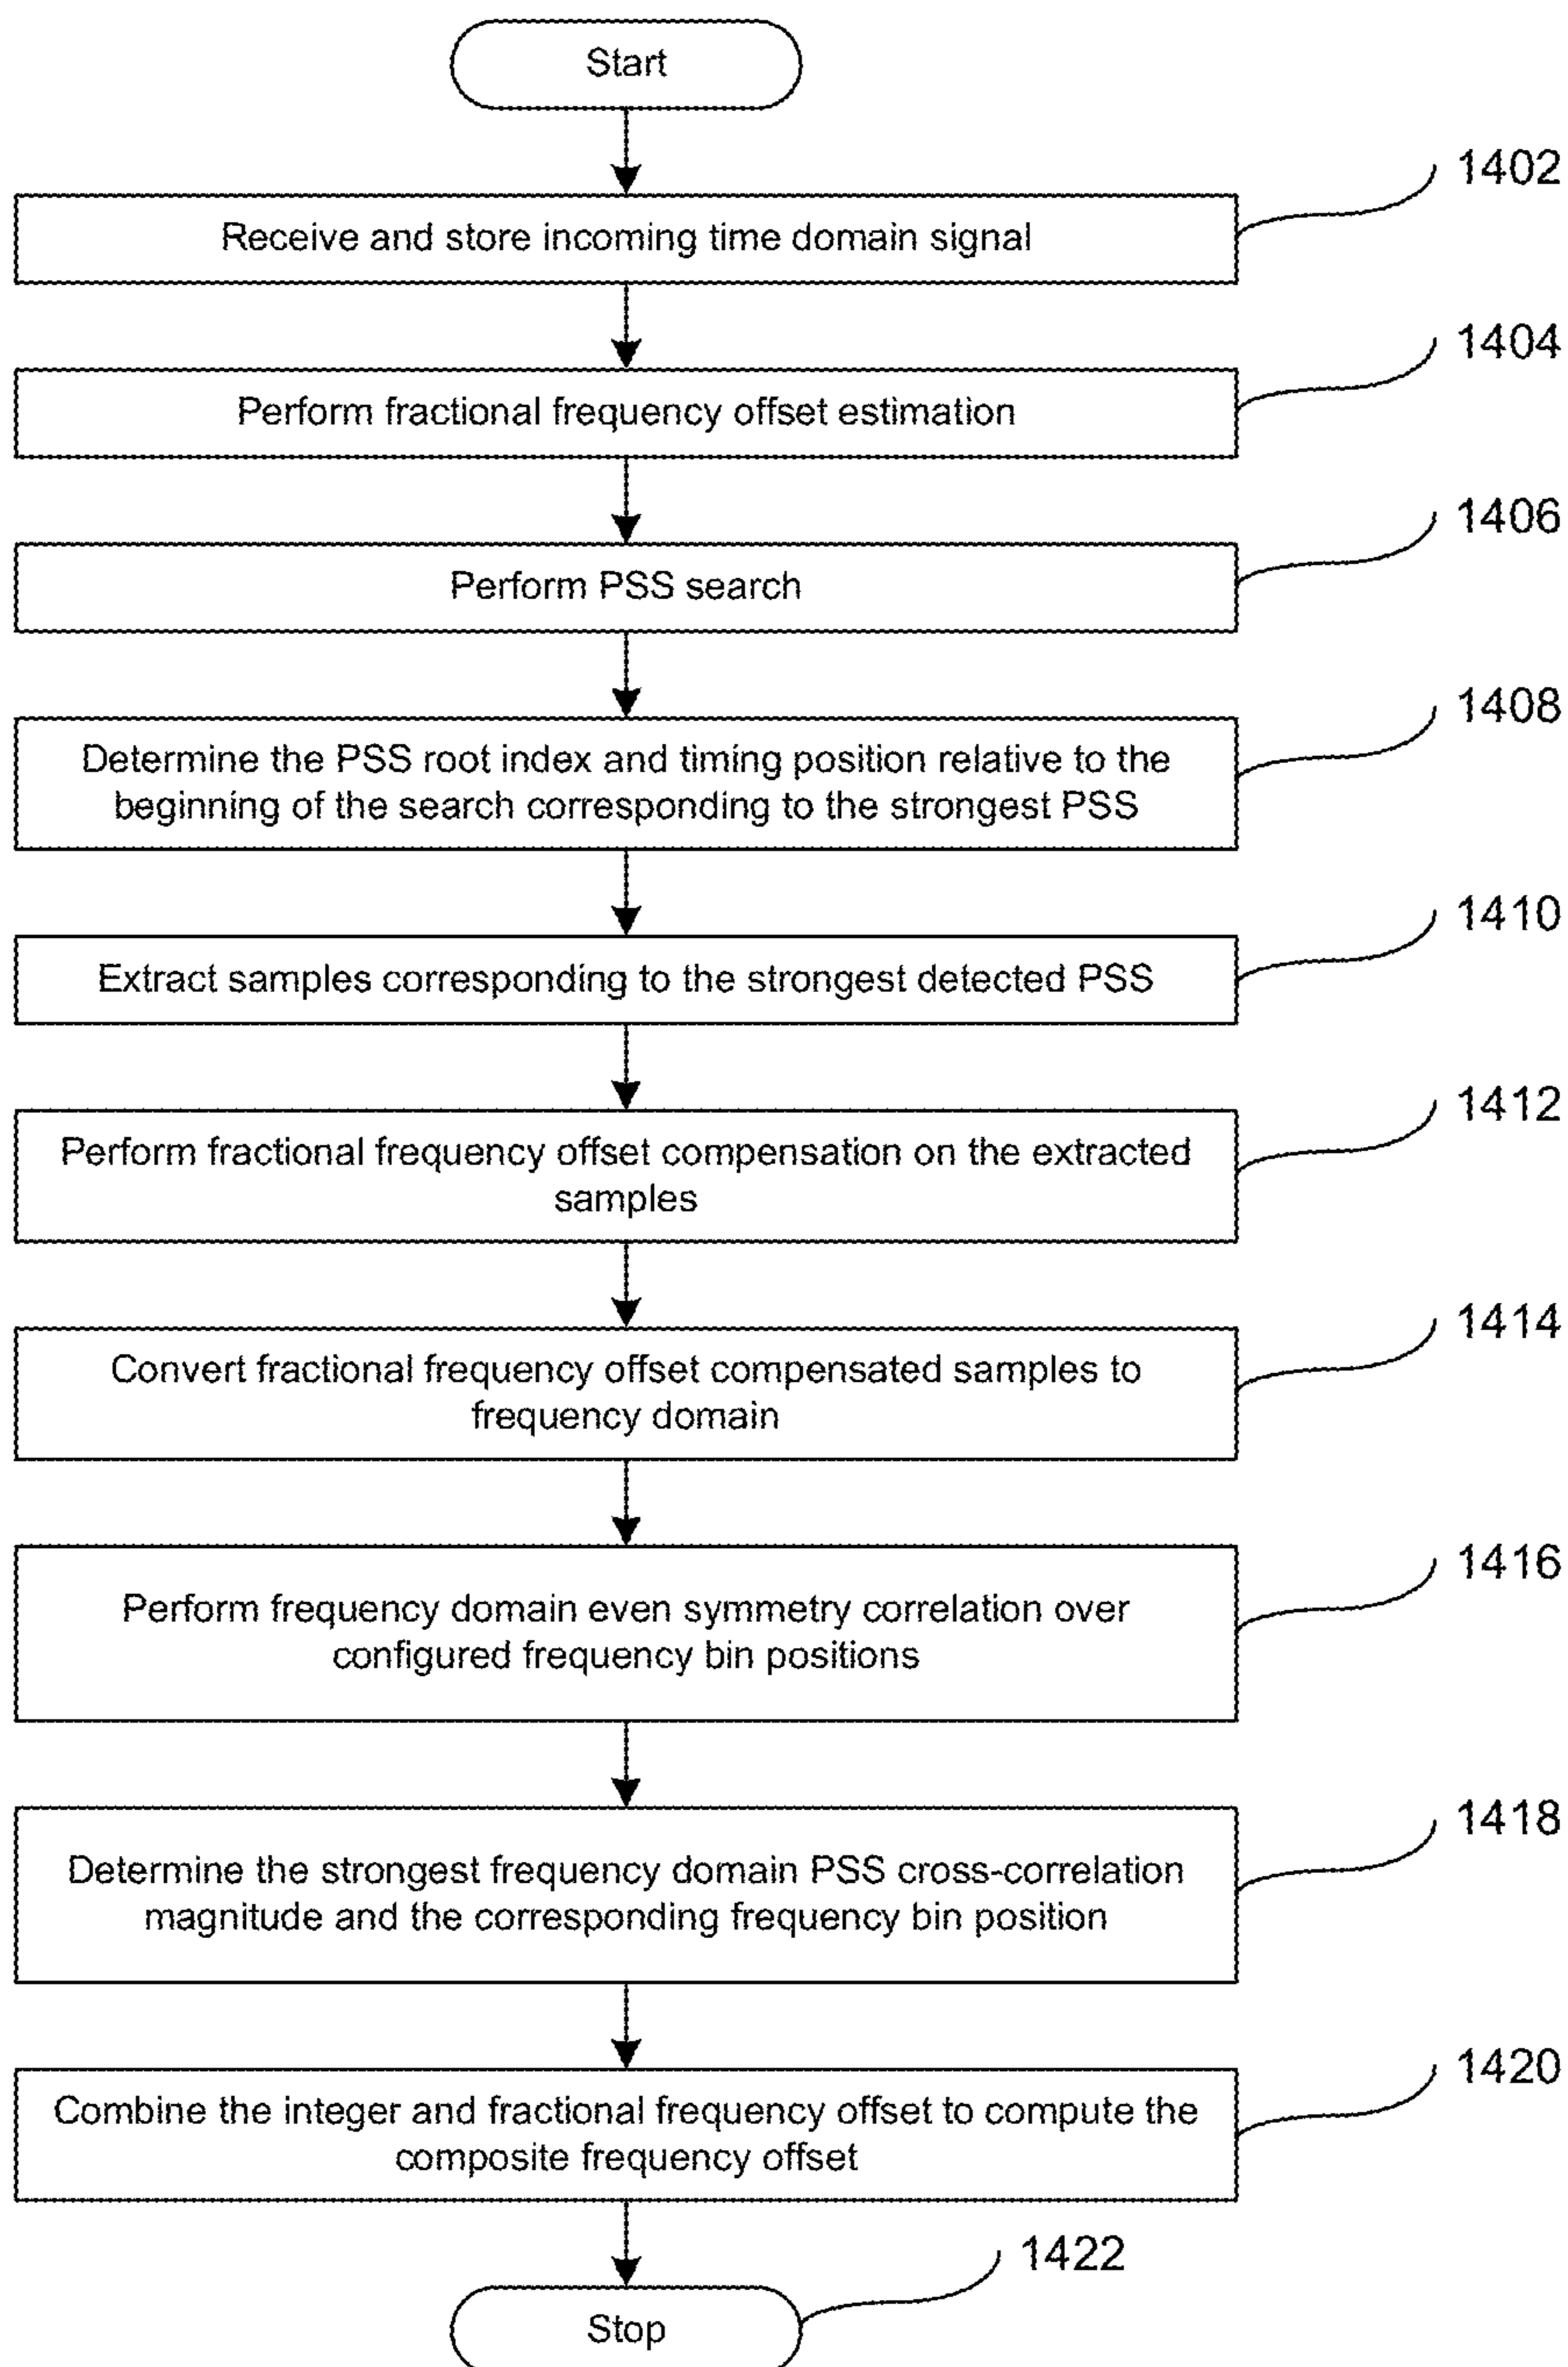 Start
1402
Receive and store incoming time domain signal
1404
Perform fractional frequency offset estimation
1406
Perform PSS search
1408
Determine the PSS root index and timing position relative to the
beginning of the search corresponding to the strongest PSS
1410
Extract samples corresponding to the strongest detected PSS
1412
Perform fractional frequency offset compensation on the extracted
samples
1414
Convert fractional frequency offset compensated samples to
frequency domain
1416
Perform frequency domain even symmetry correlation over
configured frequency bin positions
1418
Determine the strongest frequency domain PSS cross-correlation
magnitude and the corresponding frequency bin position
1420
Combine the integer and fractional frequency offset to compute the
composite frequency offset
1422
Stop